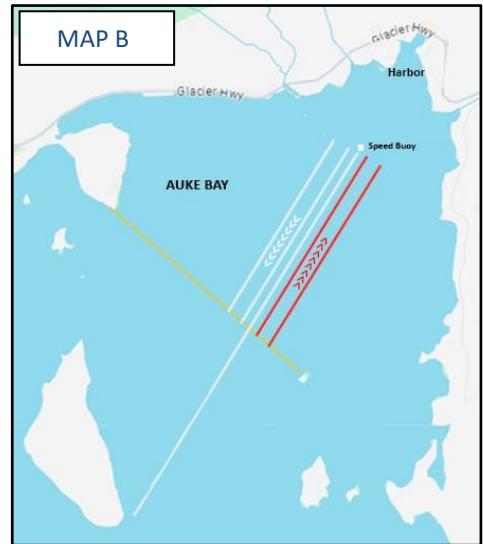 MAP B
Glacier Hwy
Harbor
Glacier Hwy
Speed Buoy
AUKE BAY